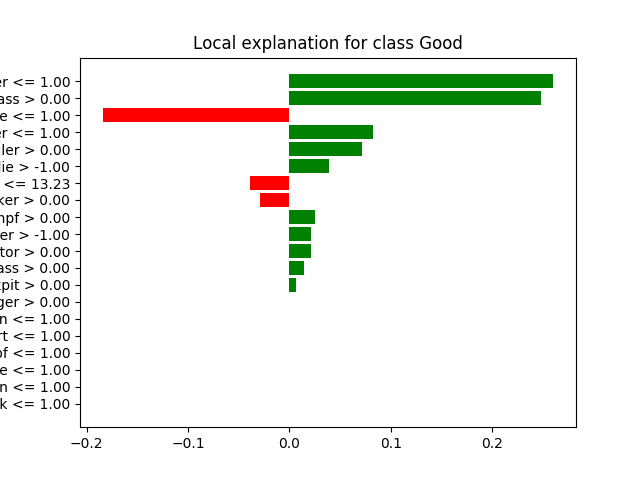 Local explanation for class Good
er <= 1.00
ass > 0.00
e <= 1.00
er <= 1.00
ller > 0.00
lie > -1.00
<= 13.23
ker > 0.00
npf > 0.00
er > -1.00
tor > 0.00
ass > 0.00
kpit > 0.00
ger > 0.00
n <= 1.00
rt <= 1.00
of <= 1.00
e <= 1.00
n <= 1.00
k <= 1.00
−0.2 −0.1 0.0 0.1 0.2